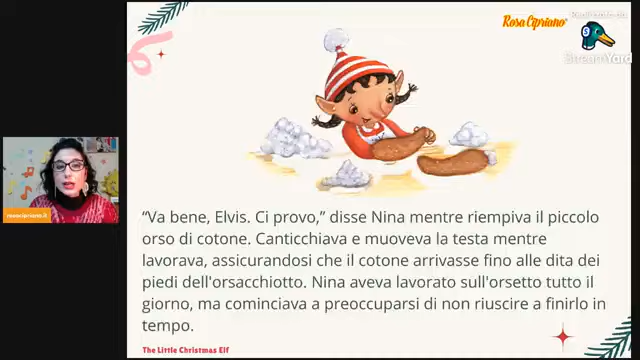 Rosa Cipriano
StreamYard
rosacipriano.it
“Va bene, Elvis. Ci provo,” disse Nina mentre riempiva il piccolo
orso di cotone. Canticchiava e muoveva la testa mentre
lavorava, assicurandosi che il cotone arrivasse fino alle dita dei
piedi dell'orsacchiotto. Nina aveva lavorato sull'orsetto tutto il
giorno, ma cominciava a preoccuparsi di non riuscire a finirlo in
tempo.
The Little Christmas Elf